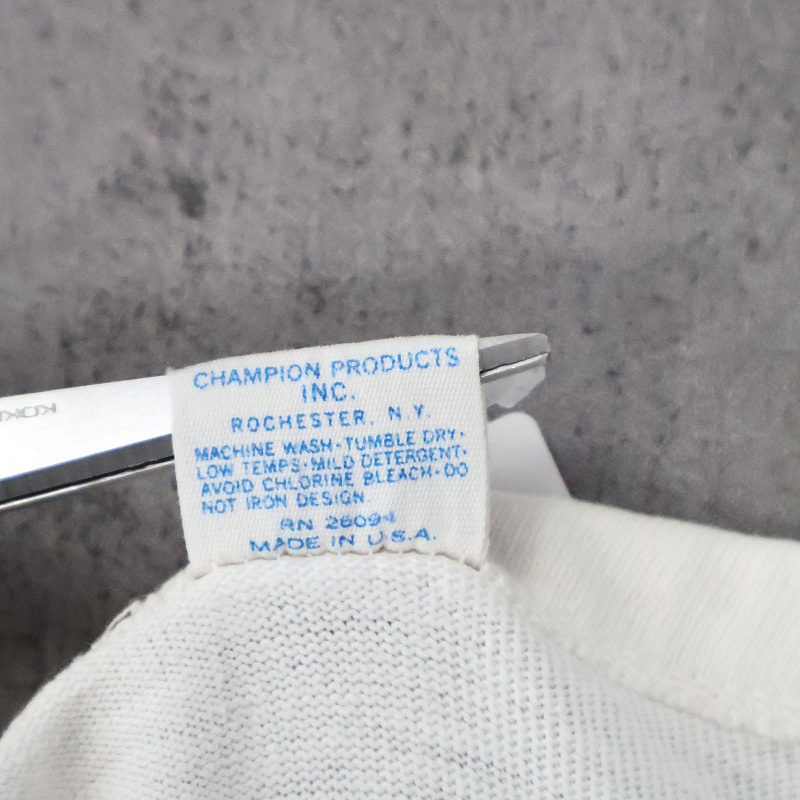 CHAMPION PRODUCTS
INC.
ROCHESTER, N.Y.
MACHINE WASH·TUMBLE DRY·
LOW TEMPS·MILD DETERGENT·
AVOID CHLORINE BLEACH·DO
NOT IRON DESIGN.
RN 26094
MADE IN U.S.A.